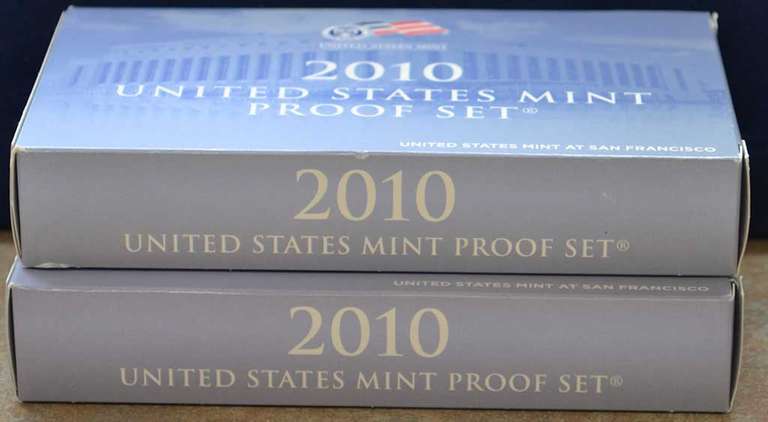 UNITED STATES MINT
2010
UNITED STATES MINT
PROOF SET®
UNITED STATES MINT AT SAN FRANCISCO
2010
UNITED STATES MINT PROOF SET®
UNITED STATES MINT AT SAN FRANCISCO
2010
UNITED STATES MINT PROOF SET®